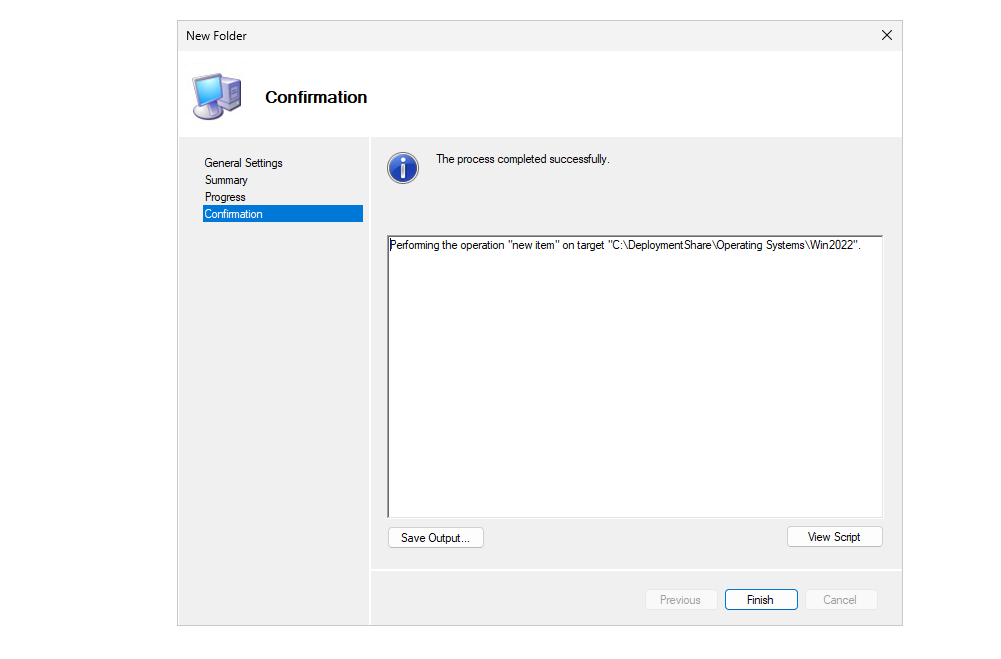 New Folder
Confirmation
General Settings
Summary
Progress
Confirmation
The process completed successfully.
Performing the operation "new item" on target "C:\DeploymentShare\Operating Systems\Win2022".
Save Output...
View Script
Previous
Finish
Cancel